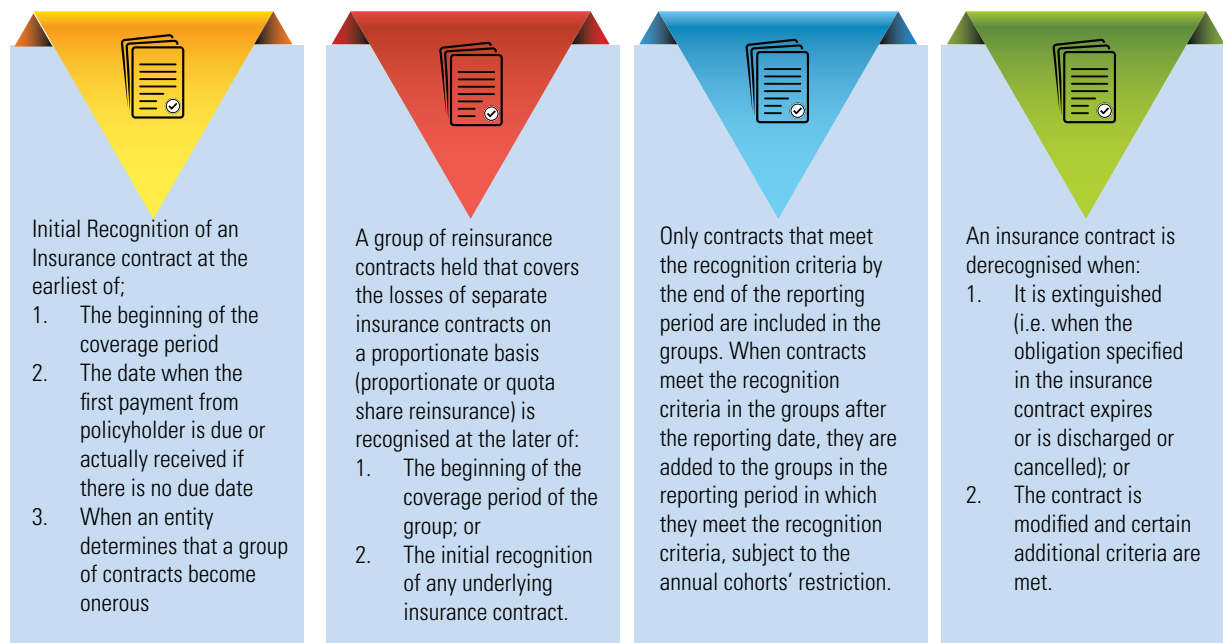 Initial Recognition of an
Insurance contract at the
earliest of;
1. The beginning of the
coverage period
2. The date when the
first payment from
policyholder is due or
actually received if
there is no due date
3. When an entity
determines that a group
of contracts become
onerous
A group of reinsurance
contracts held that covers
the losses of separate
insurance contracts on
a proportionate basis
(proportionate or quota
share reinsurance) is
recognised at the later of:
1. The beginning of the
coverage period of the
group; or
2. The initial recognition
of any underlying
insurance contract.
Only contracts that meet
the recognition criteria by
the end of the reporting
period are included in the
groups. When contracts
meet the recognition
criteria in the groups after
the reporting date, they are
added to the groups in the
reporting period in which
they meet the recognition
criteria, subject to the
annual cohorts' restriction.
An insurance contract is
derecognised when:
1. It is extinguished
(i.e. when the
obligation specified
in the insurance
contract expires
or is discharged or
cancelled); or
2. The contract is
modified and certain
additional criteria are
met.